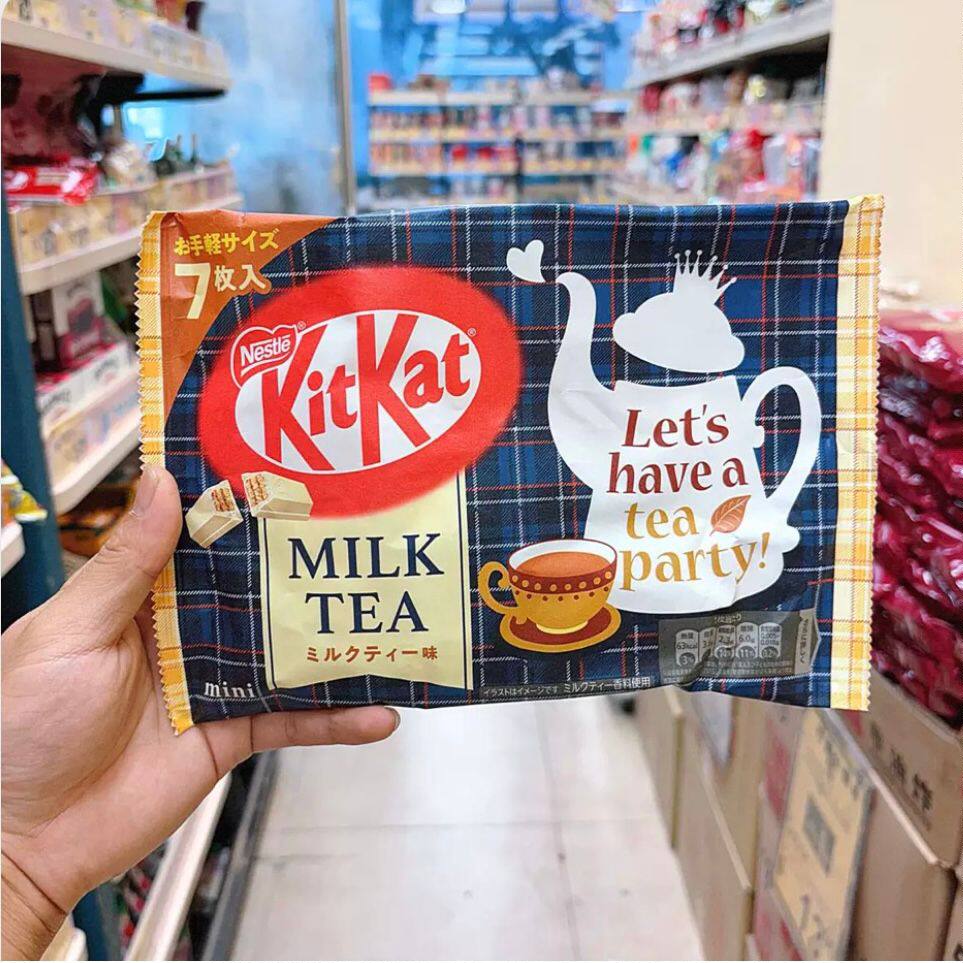 お手軽サイズ
7枚入
Nestlé
KitKat®
MILK
TEA
ミルクティー味
mini
Let's
have a
tea
party!
イラストはイメージです ミルクティー香料使用
63kcal